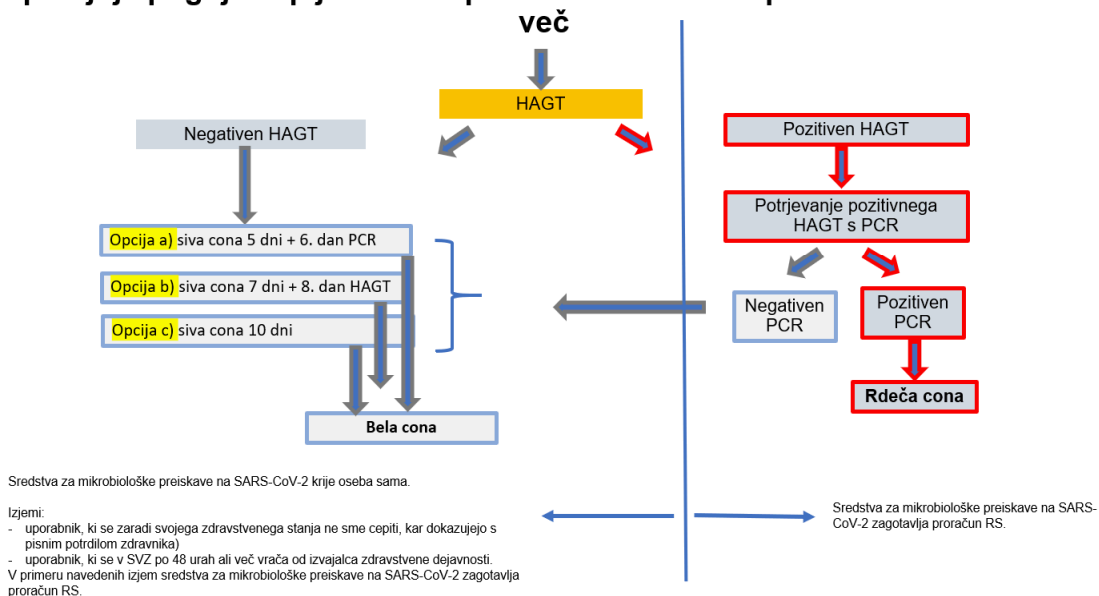 več
HAGT
Negativen HAGT
Opcija a) siva cona 5 dni + 6. dan PCR
Opcija b) siva cona 7 dni + 8. dan HAGT
Opcija c) siva cona 10 dni
Bela cona
Pozitiven HAGT
Potrjevanje pozitivnega
HAGT s PCR
Negativen
PCR
Pozitiven
PCR
Rdeča cona
Sredstva za mikrobiološke preiskave na SARS-CoV-2 krije oseba sama.
Izjemi:
- uporabnik, ki se zaradi svojega zdravstvenega stanja ne sme cepiti, kar dokazujejo s
pisnim potrdilom zdravnika)
- uporabnik, ki se v SVZ po 48 urah ali več vrača od izvajalca zdravstvene dejavnosti.
V primeru navedenih izjem sredstva za mikrobiološke preiskave na SARS-CoV-2 zagotavlja
proračun RS.
Sredstva za mikrobiološke preiskave na SARS-
CoV-2 zagotavlja proračun RS.